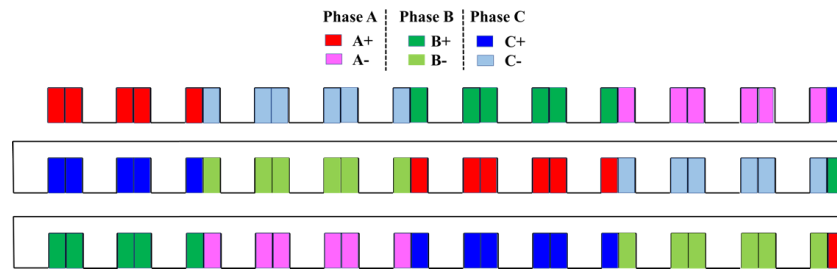 Phase A Phase B Phase C
A+ B+ C+
A- B- C-